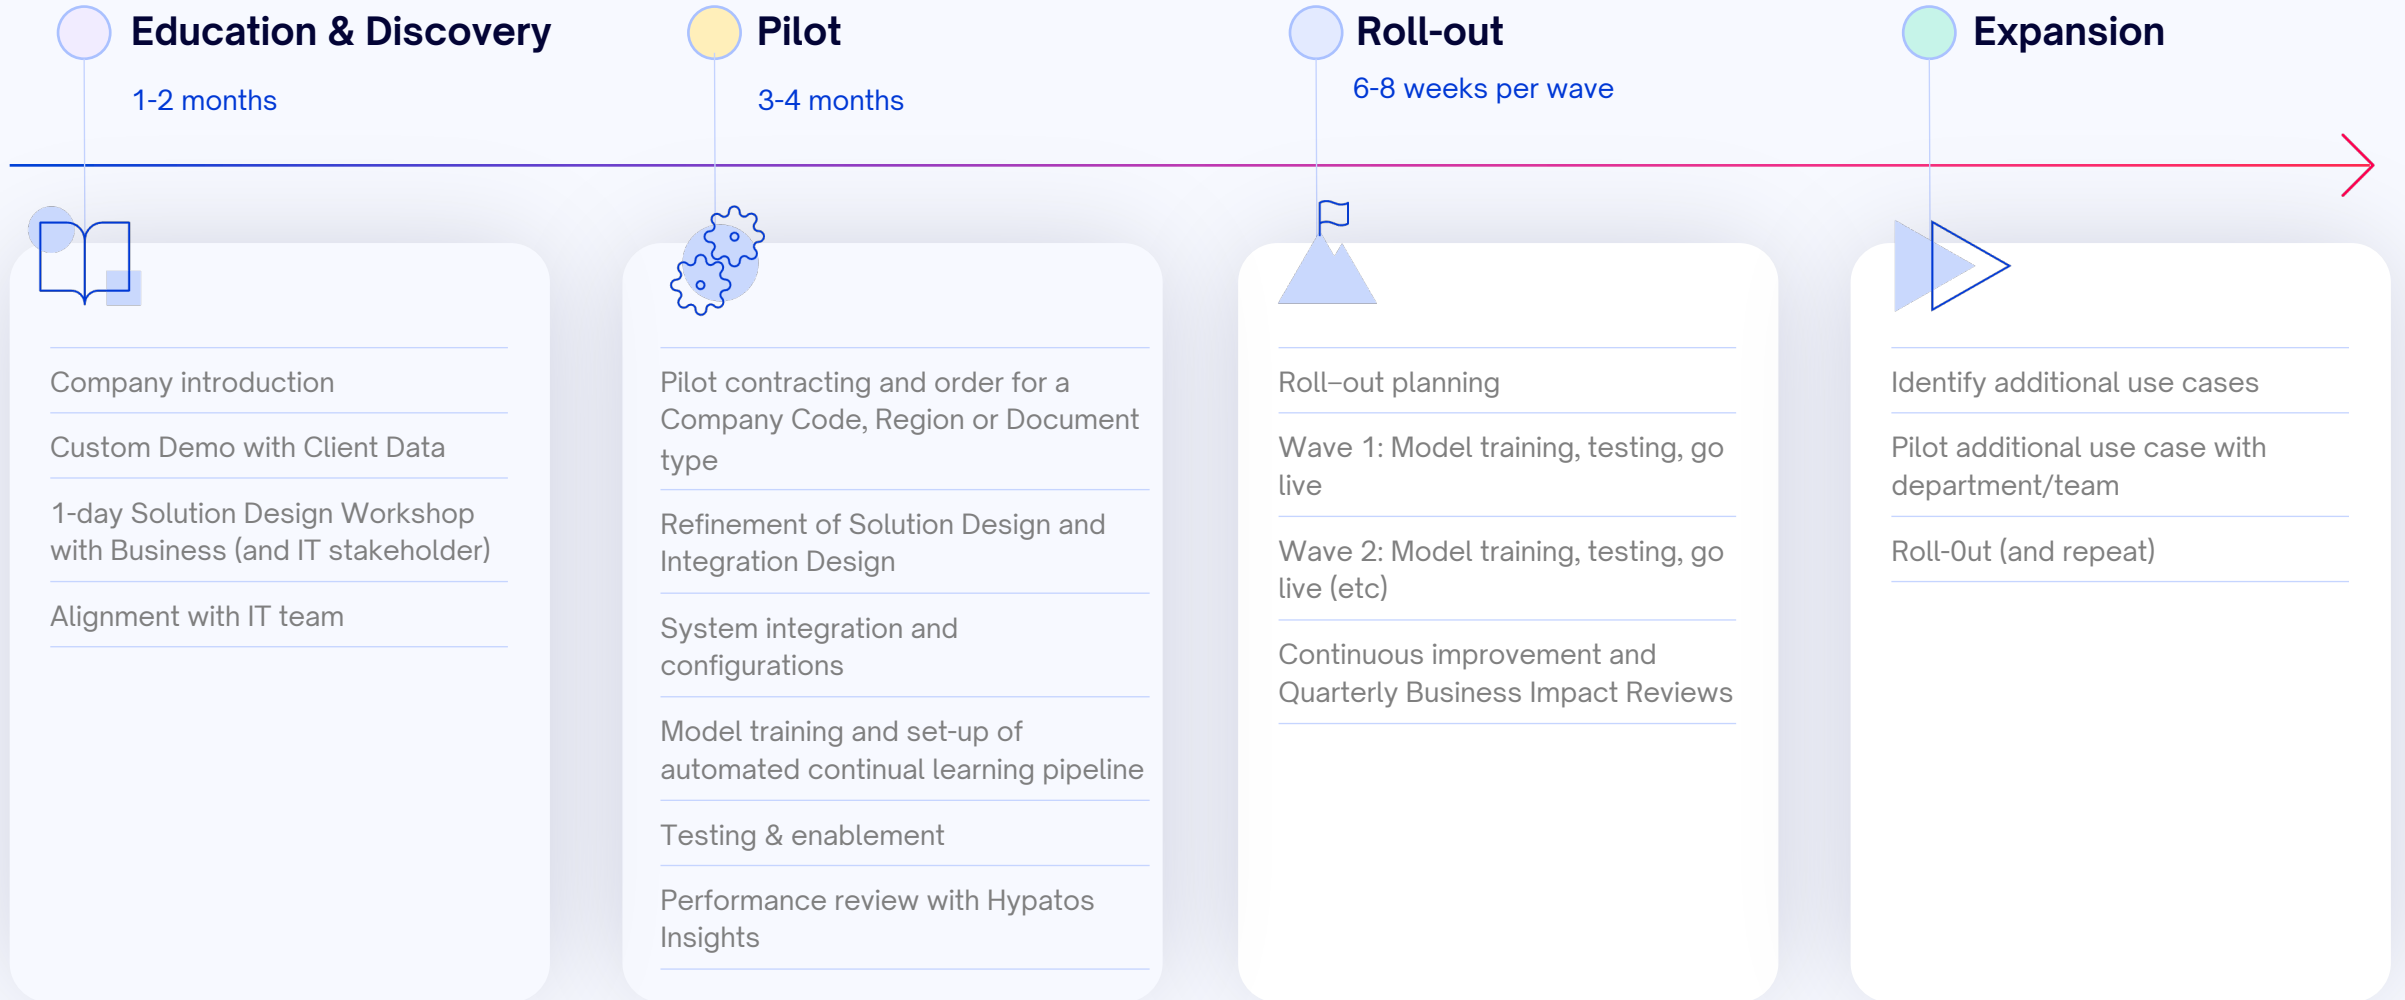 Education & Discovery
1-2 months
Company introduction
Custom Demo with Client Data
1-day Solution Design Workshop
with Business (and IT stakeholder)
Alignment with IT team
Pilot
3-4 months
Pilot contracting and order for a
Company Code, Region or Document
type
Refinement of Solution Design and
Integration Design
System integration and
configurations
Model training and set-up of
automated continual learning pipeline
Testing & enablement
Performance review with Hypatos
Insights
Roll-out
6-8 weeks per wave
Roll–out planning
Wave 1: Model training, testing, go
live
Wave 2: Model training, testing, go
live (etc)
Continuous improvement and
Quarterly Business Impact Reviews
Expansion
Identify additional use cases
Pilot additional use case with
department/team
Roll-0ut (and repeat)